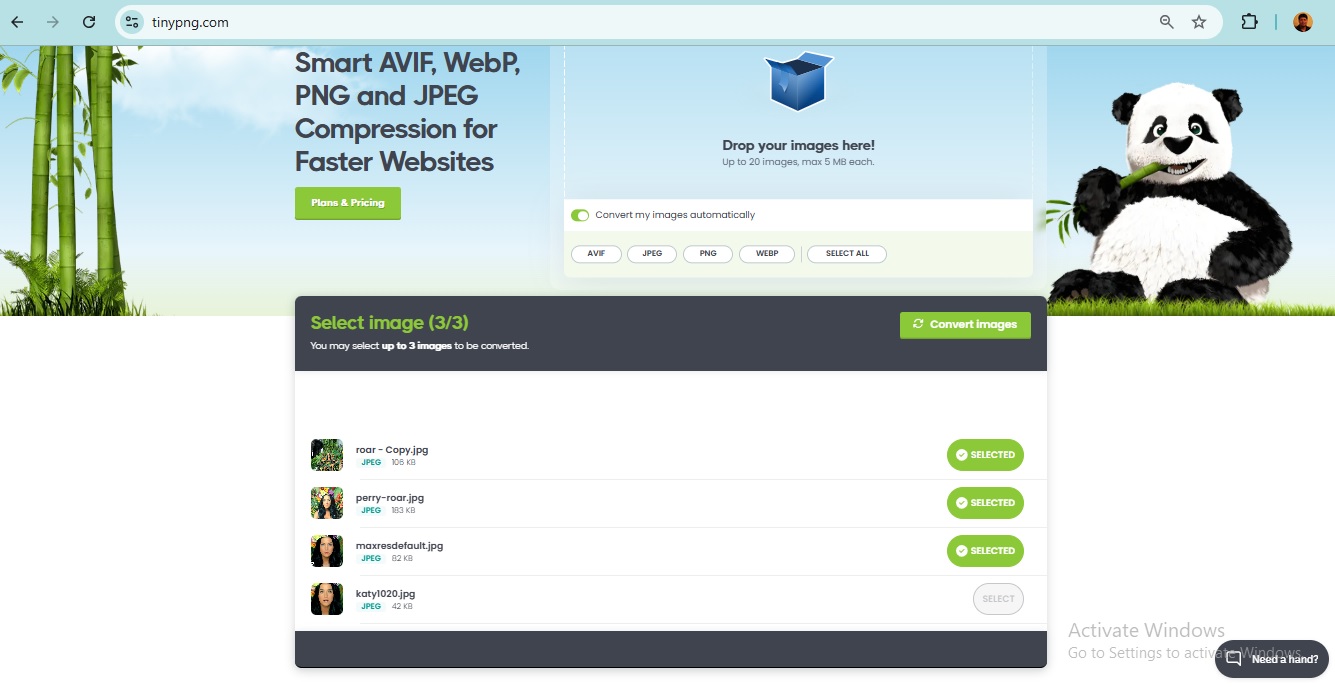 tinypng.com
Smart AVIF, WebP,
PNG and JPEG
Compression for
Faster Websites
Plans & Pricing
Drop your images here!
Up to 20 images, max 5 MB each.
Convert my images automatically
AVIF JPEG PNG WEBP SELECT ALL
Select image (3/3)
You may select up to 3 images to be converted.
Convert images
roar - Copy.jpg
JPEG 106 KB
SELECTED
perry-roar.jpg
JPEG 183 KB
SELECTED
maxresdefault.jpg
JPEG 82 KB
SELECTED
katy1020.jpg
JPEG 42 KB
SELECT
Activate Windows
Go to Settings to activate Windows.
Need a hand?